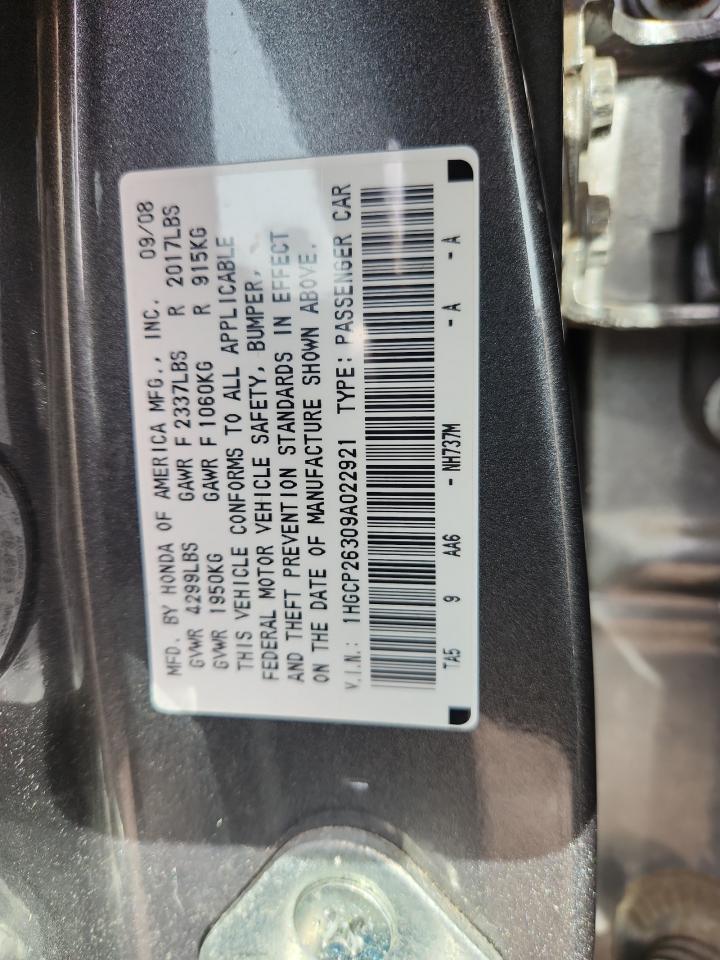 MFD. BY HONDA OF AMERICA MFG., INC. 09/08
GVWR 4299LBS GAWR F 2337LBS R 2017LBS
GVWR 1950KG GAWR F 1060KG R 915KG
THIS VEHICLE CONFORMS TO ALL APPLICABLE
FEDERAL MOTOR VEHICLE SAFETY, BUMPER,
AND THEFT PREVENTION STANDARDS IN EFFECT
ON THE DATE OF MANUFACTURE SHOWN ABOVE.
V.I.N.: 1HGCP26309A022921 TYPE: PASSENGER CAR
TA5 9 AA6 - NH737M - A - A